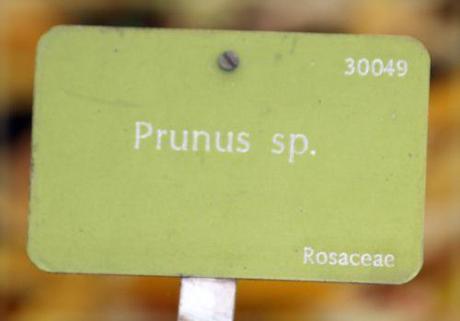 30049
Prunus sp.
Rosaceae